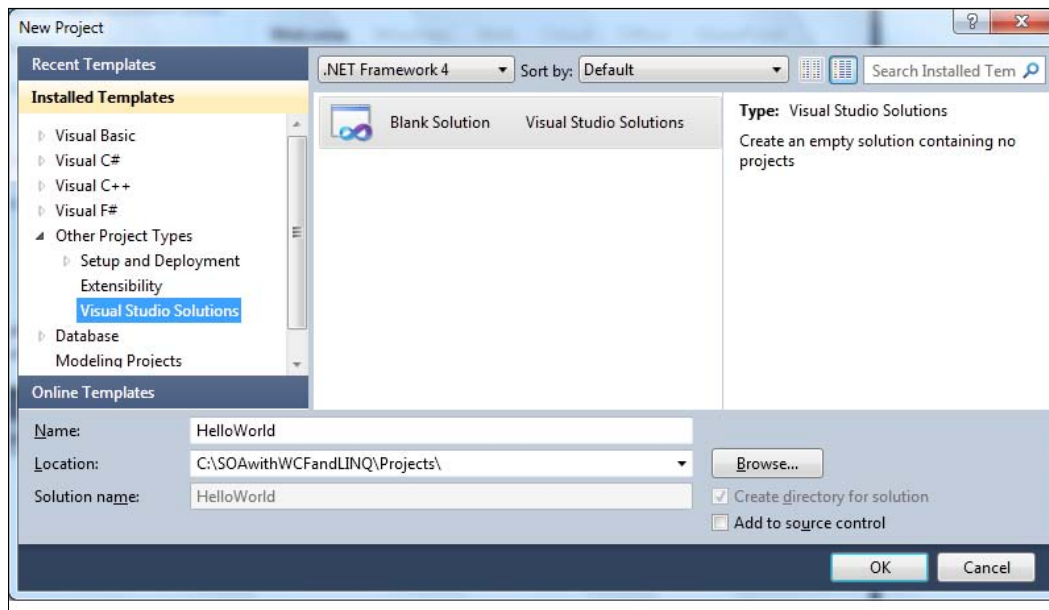 New Project
Recent Templates
Installed Templates
Visual Basic
Visual C#
Visual C++
Visual F#
Other Project Types
Setup and Deployment
Extensibility
Visual Studio Solutions
Database
Modeling Projects
Online Templates
.NET Framework 4
Sort by: Default
Search Installed Tem
Blank Solution Visual Studio Solutions
Type: Visual Studio Solutions
Create an empty solution containing no
projects
Name: HelloWorld
Location: C:\SOAwithWCFandLINQ\Projects\
Browse...
Solution name: HelloWorld
Create directory for solution
Add to source control
OK Cancel